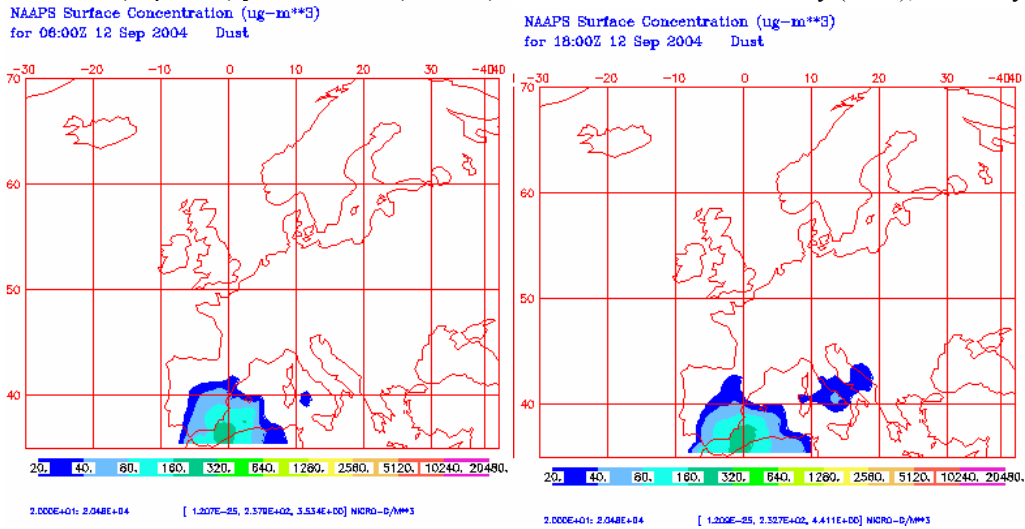 NAAPS Surface Concentration (ug-m**3)
for 06:00Z 12 Sep 2004 Dust
-30 -20 -10 0 10 20 30 -4040
70
60
50
40
20. 40. 80. 160. 320. 640. 1280. 2560. 5120. 10240. 20480.
2.000E+01: 2.048E+04 [ 1.207E-25, 2.379E+02, 3.534E+00] MICRO-G/M**3
NAAPS Surface Concentration (ug-m**3)
for 18:00Z 12 Sep 2004 Dust
-30 -20 -10 0 10 20 30 -4040
70
60
50
40
20. 40. 80. 160. 320. 640. 1280. 2560. 5120. 10240. 20480.
2.000E+01: 2.048E+04 [ 1.209E-25, 2.327E+02, 4.411E+00] MICRO-G/M**3